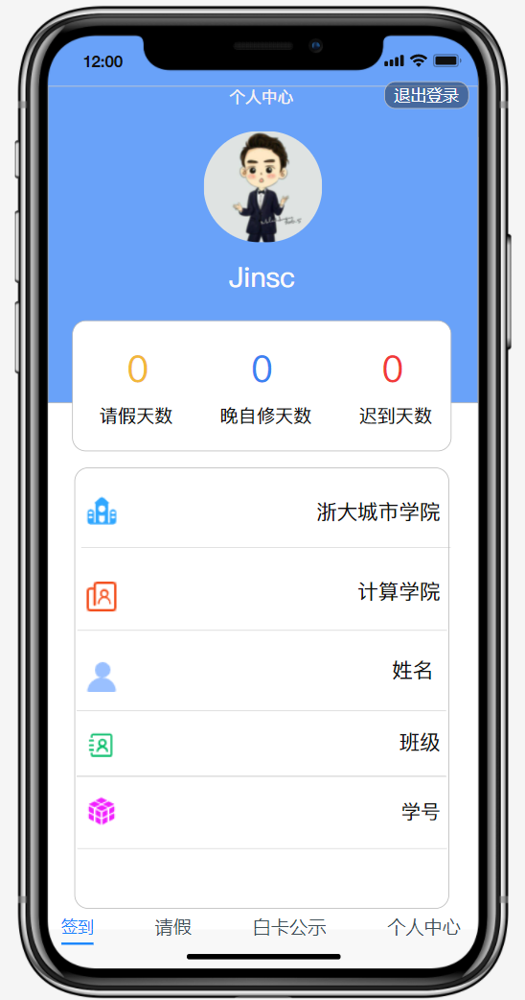 12:00
个人中心
退出登录
Jinsc
0 0 0
请假天数 晚自修天数 迟到天数
浙大城市学院
计算学院
姓名
班级
学号
签到 请假 白卡公示 个人中心